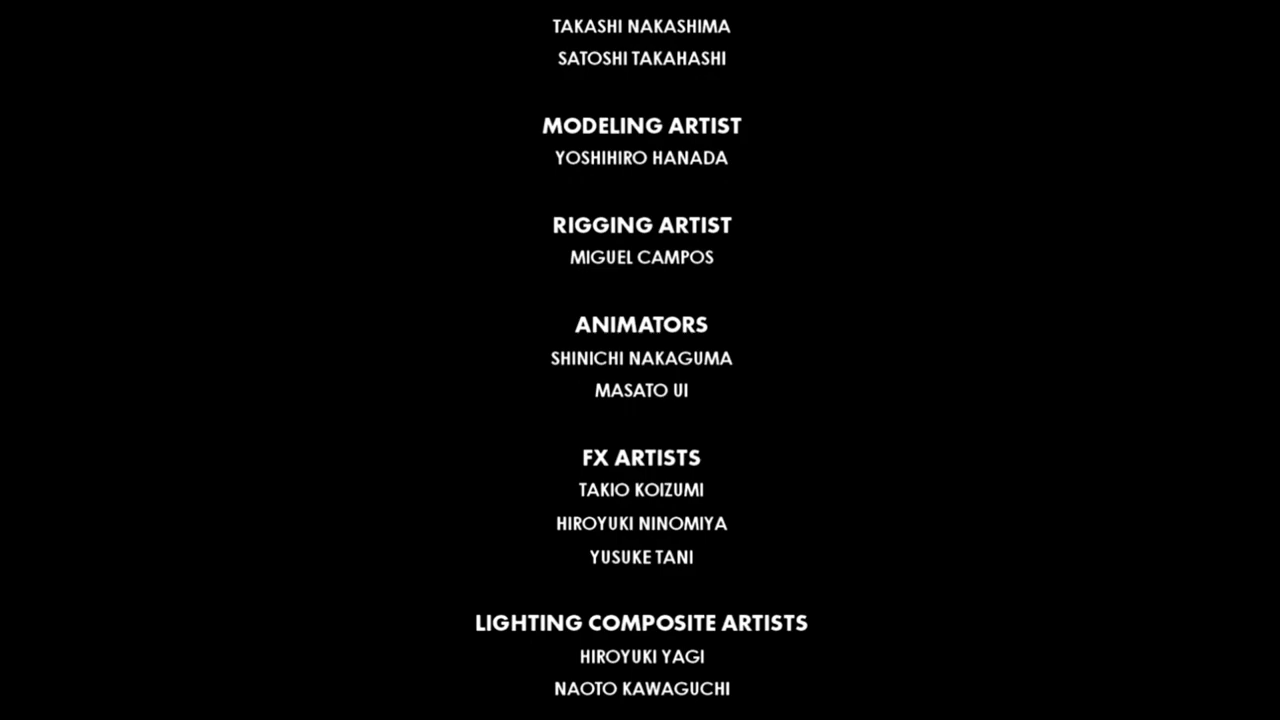 TAKASHI NAKASHIMA
SATOSHI TAKAHASHI
MODELING ARTIST
YOSHIHIRO HANADA
RIGGING ARTIST
MIGUEL CAMPOS
ANIMATORS
SHINICHI NAKAGUMA
MASATO UI
FX ARTISTS
TAKIO KOIZUMI
HIROYUKI NINOMIYA
YUSUKE TANI
LIGHTING COMPOSITE ARTISTS
HIROYUKI YAGI
NAOTO KAWAGUCHI